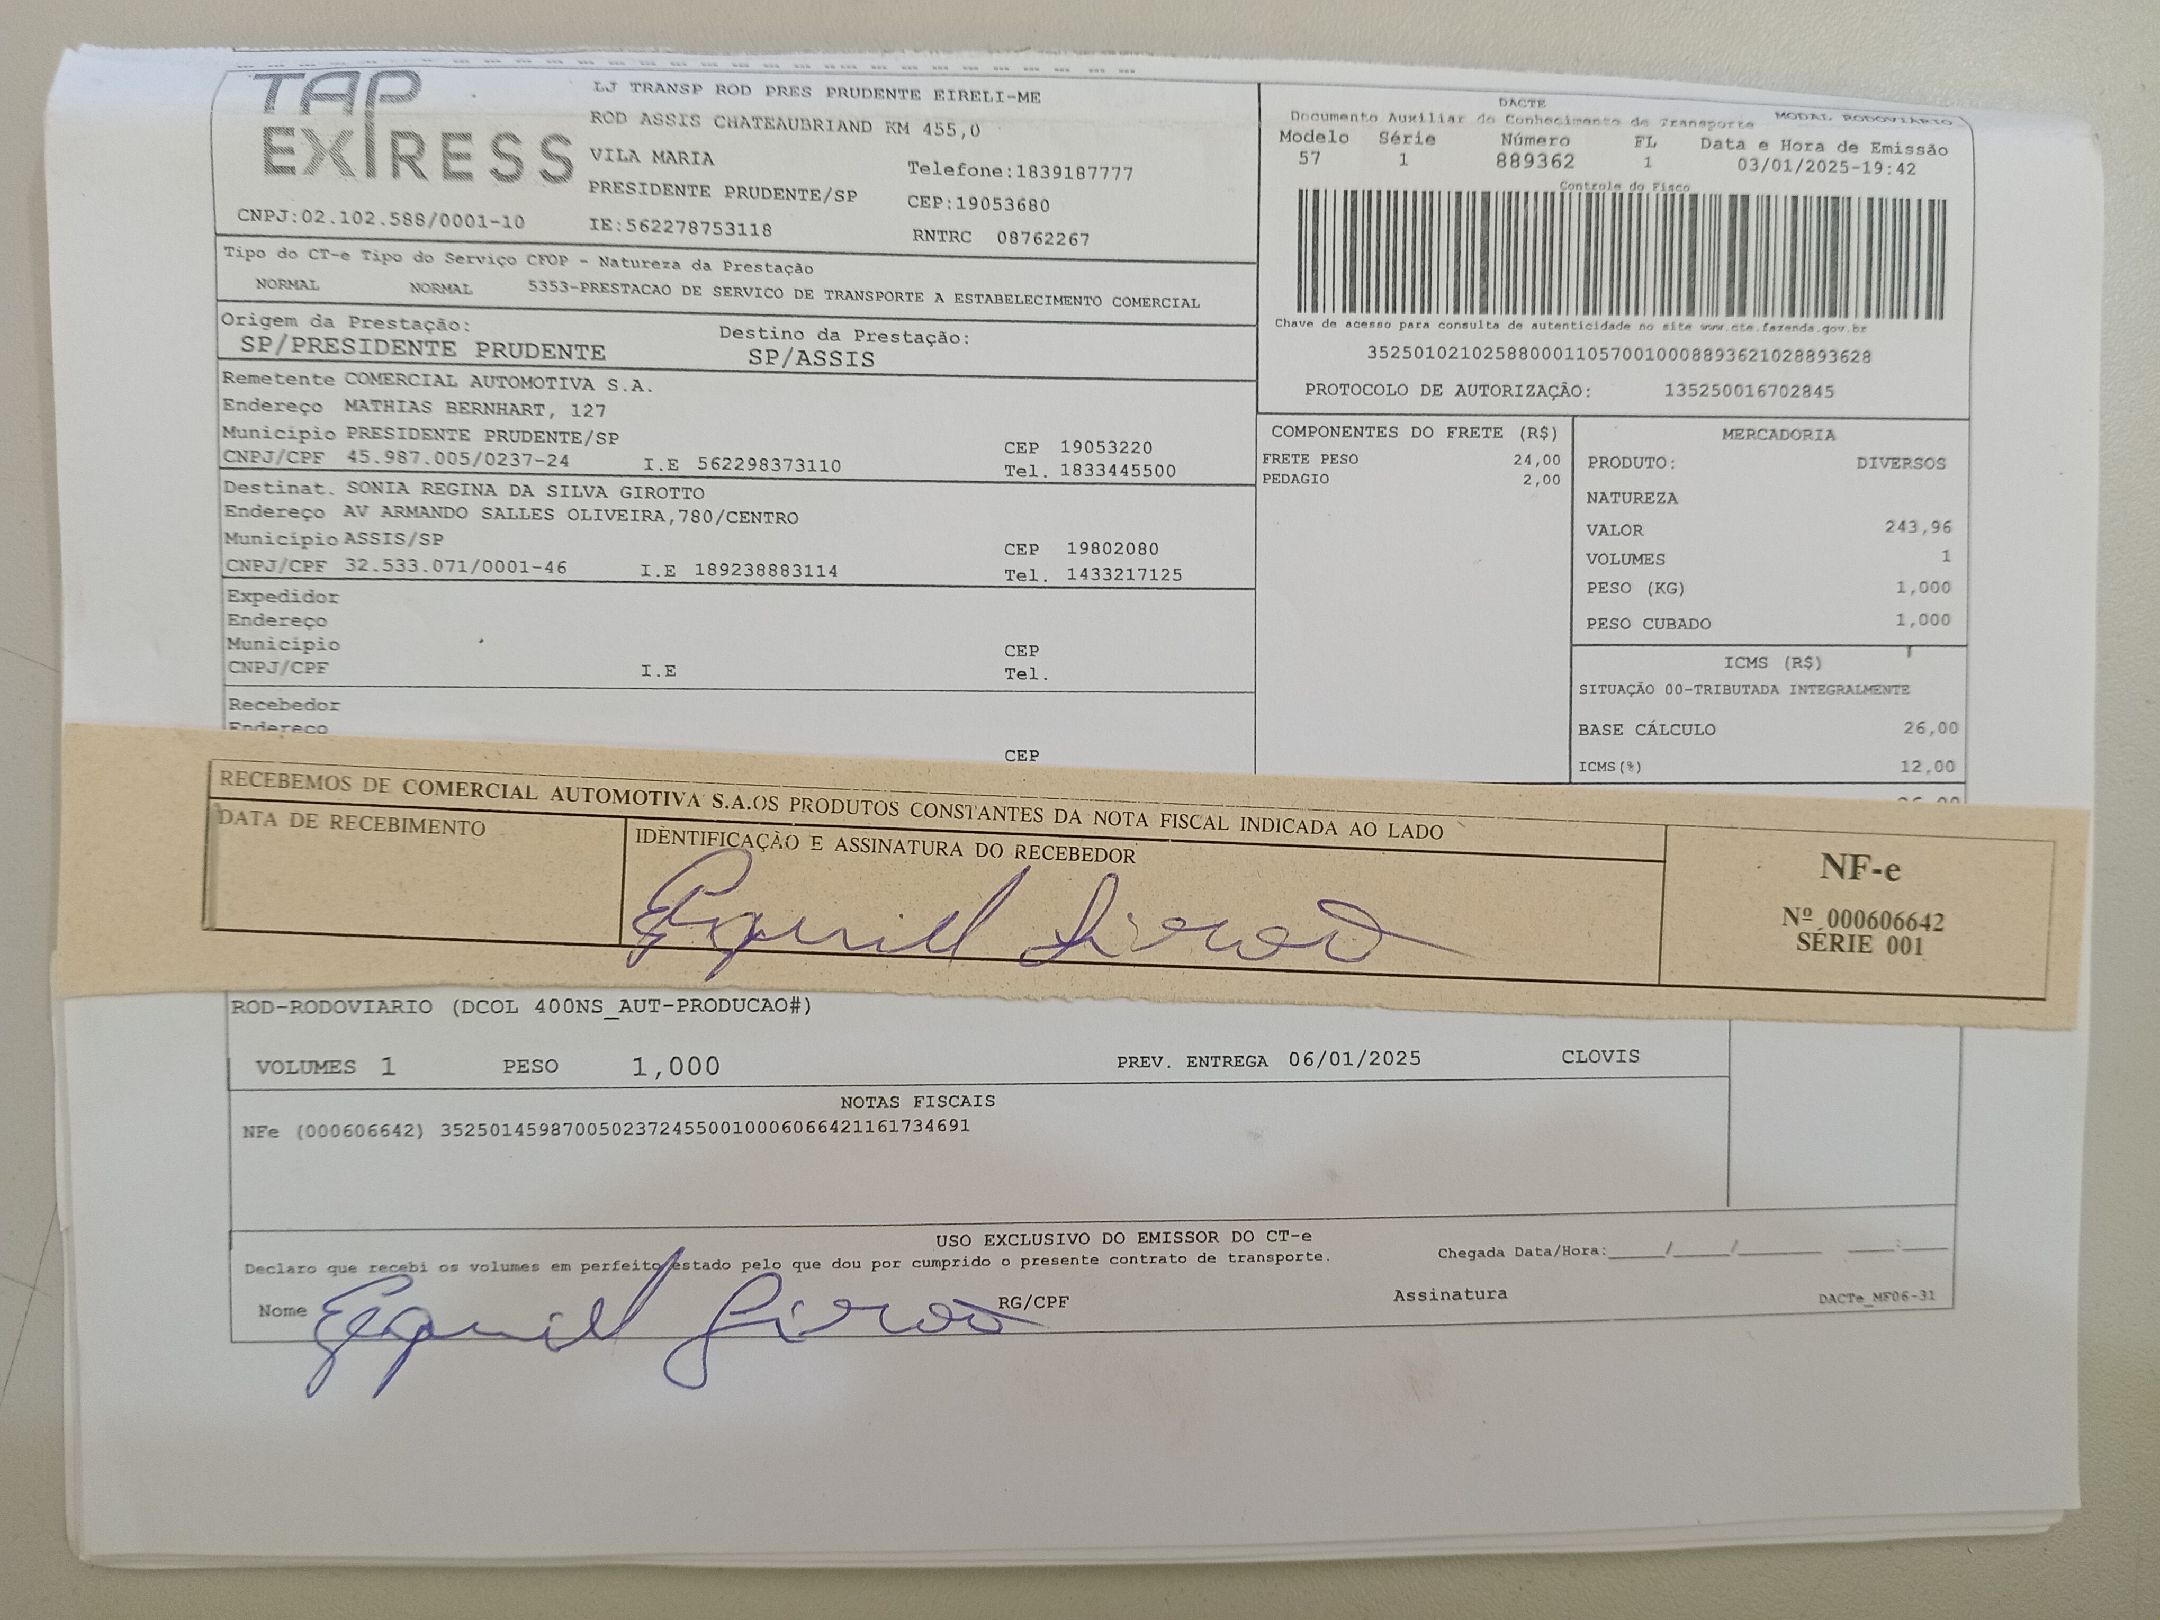 TAP
EXPRESS
LJ TRANSP ROD PRES PRUDENTE EIRELI-ME
ROD ASSIS CHATEAUBRIAND KM 455,0
VILA MARIA
Telefone:1839187777
PRESIDENTE PRUDENTE/SP
CEP:19053680
CNPJ:02.102.588/0001-10
IE:562278753118
RNTRC 08762267
DACTE
Documento Auxiliar do Conhecimento de Transporte
MODAL RODOVIÁRIO
Modelo Série Número FL Data e Hora de Emissão
57 1 889362 1 03/01/2025-19:42
Controle do Fisco
Chave de acesso para consulta de autenticidade no site www.cte.fazenda.gov.br
35250102102588000110570010008893621028893628
PROTOCOLO DE AUTORIZAÇÃO: 135250016702845
Tipo do CT-e Tipo do Serviço CFOP - Natureza da Prestação
NORMAL NORMAL 5353-PRESTACAO DE SERVICO DE TRANSPORTE A ESTABELECIMENTO COMERCIAL
Origem da Prestação: Destino da Prestação:
SP/PRESIDENTE PRUDENTE SP/ASSIS
Remetente COMERCIAL AUTOMOTIVA S.A.
Endereço MATHIAS BERNHART, 127
Município PRESIDENTE PRUDENTE/SP CEP 19053220
CNPJ/CPF 45.987.005/0237-24 I.E 562298373110 Tel. 1833445500
Destinat. SONIA REGINA DA SILVA GIROTTO
Endereço AV ARMANDO SALLES OLIVEIRA,780/CENTRO
Município ASSIS/SP CEP 19802080
CNPJ/CPF 32.533.071/0001-46 I.E 189238883114 Tel. 1433217125
Expedidor
Endereço
Município CEP
CNPJ/CPF I.E Tel.
Recebedor
Endereço
CEP
COMPONENTES DO FRETE (R$)
FRETE PESO 24,00
PEDAGIO 2,00
MERCADORIA
PRODUTO: DIVERSOS
NATUREZA
VALOR 243,96
VOLUMES 1
PESO (KG) 1,000
PESO CUBADO 1,000
ICMS (R$)
SITUAÇÃO 00-TRIBUTADA INTEGRALMENTE
BASE CÁLCULO 26,00
ICMS(%) 12,00
RECEBEMOS DE COMERCIAL AUTOMOTIVA S.A.OS PRODUTOS CONSTANTES DA NOTA FISCAL INDICADA AO LADO
DATA DE RECEBIMENTO
IDENTIFICAÇÃO E ASSINATURA DO RECEBEDOR
NF-e
Nº 000606642
SÉRIE 001
ROD-RODOVIARIO (DCOL 400NS_AUT-PRODUCAO#)
VOLUMES 1 PESO 1,000 PREV. ENTREGA 06/01/2025 CLOVIS
NOTAS FISCAIS
NFe (000606642) 35250145987005023724550010006066421161734691
USO EXCLUSIVO DO EMISSOR DO CT-e
Declaro que recebi os volumes em perfeito estado pelo que dou por cumprido o presente contrato de transporte.
Chegada Data/Hora:____/____/______ ___:___
Nome RG/CPF Assinatura DACTe_MF06-31